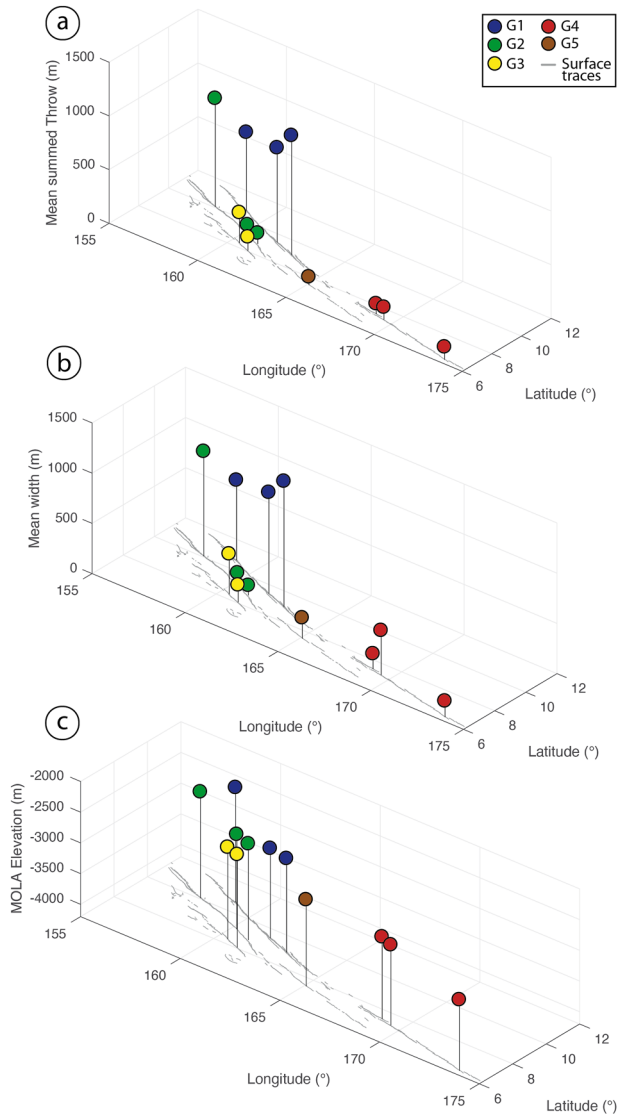 a
G1
G4
G2
G5
G3
Surface
traces
1500
1000
500
0
Mean summed Throw (m)
155
160
165
170
175
Longitude (°)
6
8
10
12
Latitude (°)
b
1500
1000
500
0
Mean width (m)
155
160
165
170
175
Longitude (°)
6
8
10
12
Latitude (°)
c
-2000
-2500
-3000
-3500
-4000
MOLA Elevation (m)
155
160
165
170
175
Longitude (°)
6
8
10
12
Latitude (°)